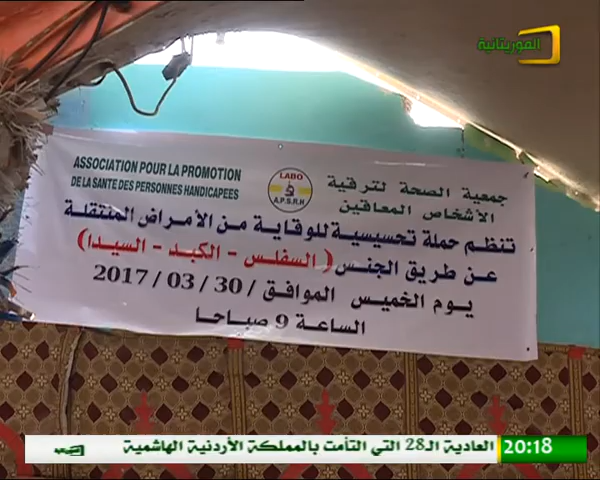 الموريتانية
ASSOCIATION POUR LA PROMOTION
DE LA SANTE DES PERSONNES HANDICAPEES
LABO
A.P.S.R.H
جمعية الصحة لترقية
الأشخاص المعاقين
تنظم حملة تحسيسية للوقاية من الأمراض المنتقلة
عن طريق الجنس ( السفلس - الكبد - السيدا )
يوم الخميس الموافق / 30 / 03 / 2017
الساعة 9 صباحا
العادية الـ28 التي التأمت بالمملكة الأردنية الهاشمية
20:18